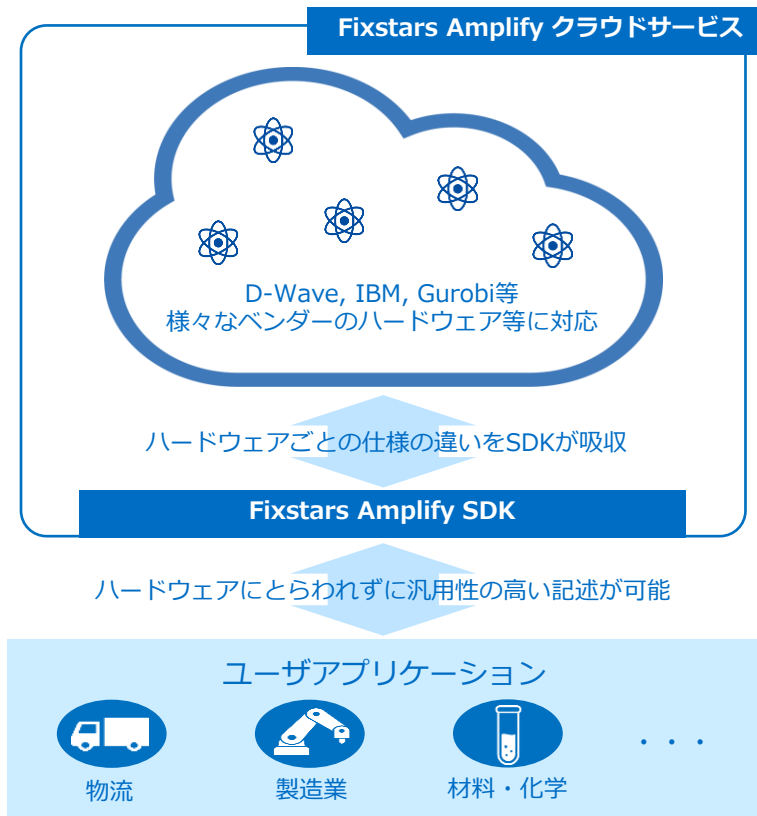 Fixstars Amplify クラウドサービス
D-Wave, IBM, Gurobi等
様々なベンダーのハードウェア等に対応
ハードウェアごとの仕様の違いをSDKが吸収
Fixstars Amplify SDK
ハードウェアにとらわれずに汎用性の高い記述が可能
ユーザアプリケーション
物流
製造業
材料・化学
・・・